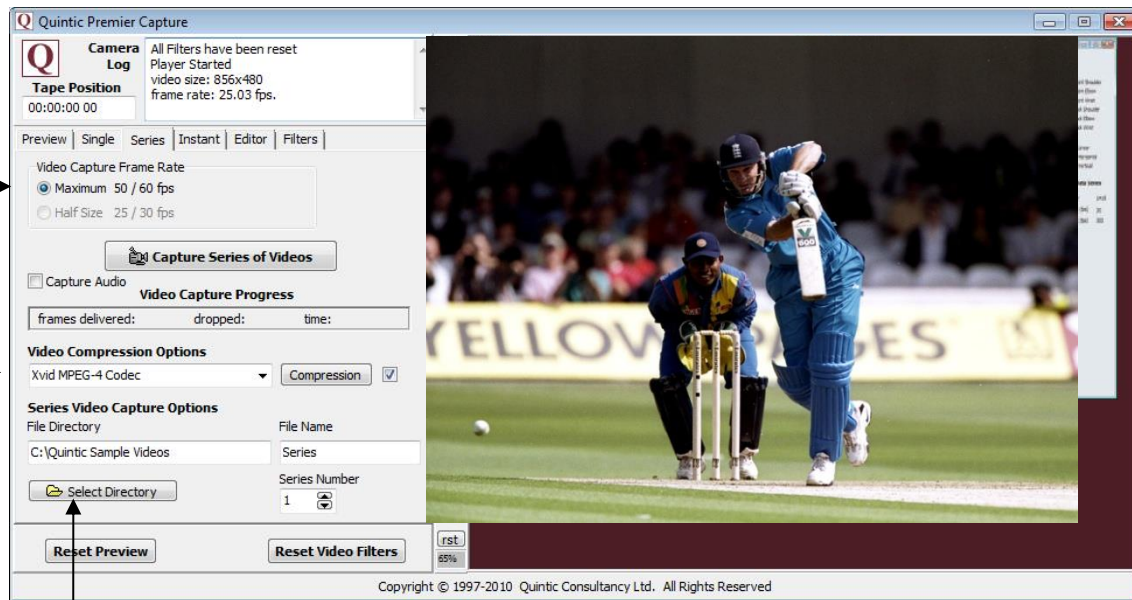 Q Quintic Premier Capture
Q
Camera Log
Tape Position
00:00:00 00
All Filters have been reset
Player Started
video size: 856x480
frame rate: 25.03 fps.
Preview Single Series Instant Editor Filters
Video Capture Frame Rate
Maximum 50 / 60 fps
Half Size 25 / 30 fps
Capture Series of Videos
Capture Audio
Video Capture Progress
frames delivered: dropped: time:
Video Compression Options
Xvid MPEG-4 Codec Compression
Series Video Capture Options
File Directory File Name
C:\Quintic Sample Videos Series
Select Directory
Series Number
1
Reset Preview Reset Video Filters
rst
65%
YELLOW PAGES
600
Copyright © 1997-2010 Quintic Consultancy Ltd. All Rights Reserved